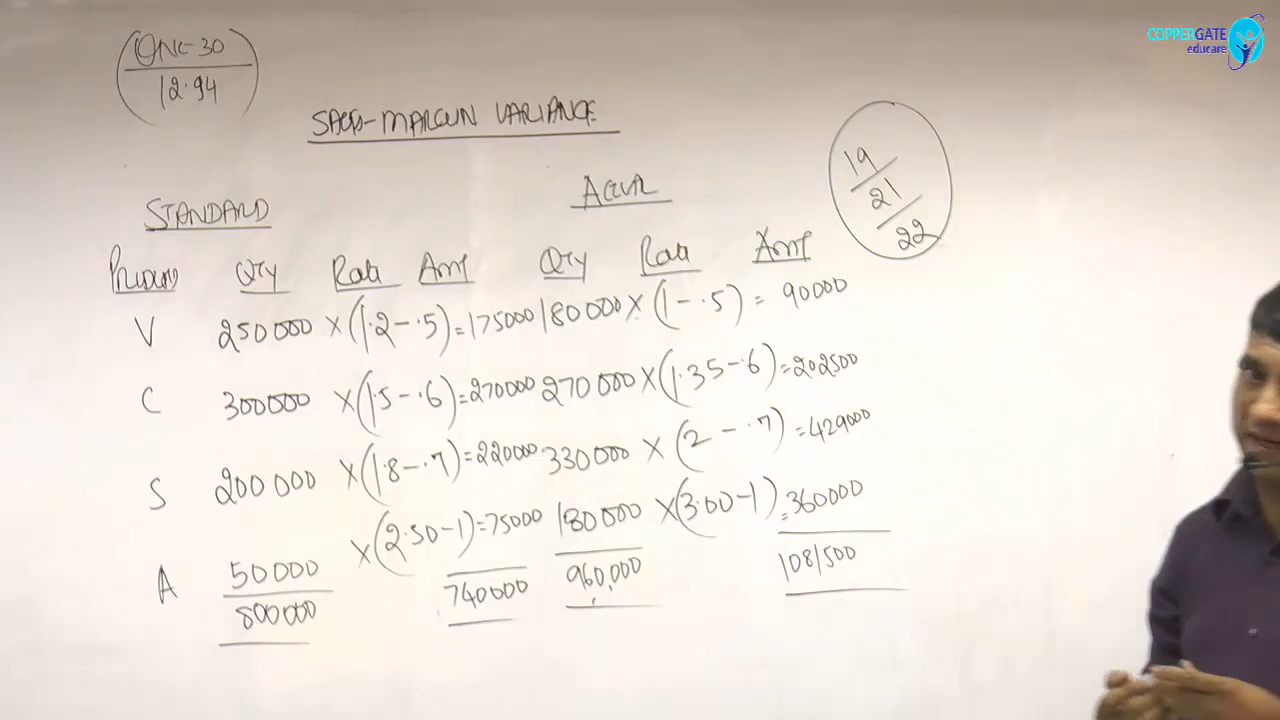 COPPERGATE
educare
QNC-30
12.94
SALES-MARGIN VARIANCE
19
21
22
STANDARD
Qty Rate Amt Qty Rate Amt
V 250000 × (1.2-.5) = 175000 180000 × (1-.5) = 90000
C 300000 × (1.5-.6) = 270000 270000 × (1.35-.6) = 202500
S 200000 × (1.8-.7) = 220000 330000 × (2-.7) = 429000
A 50000 × (2.50-1) = 75000 180000 × (3.00-1) = 360000
800000 740000 960,000 1081500